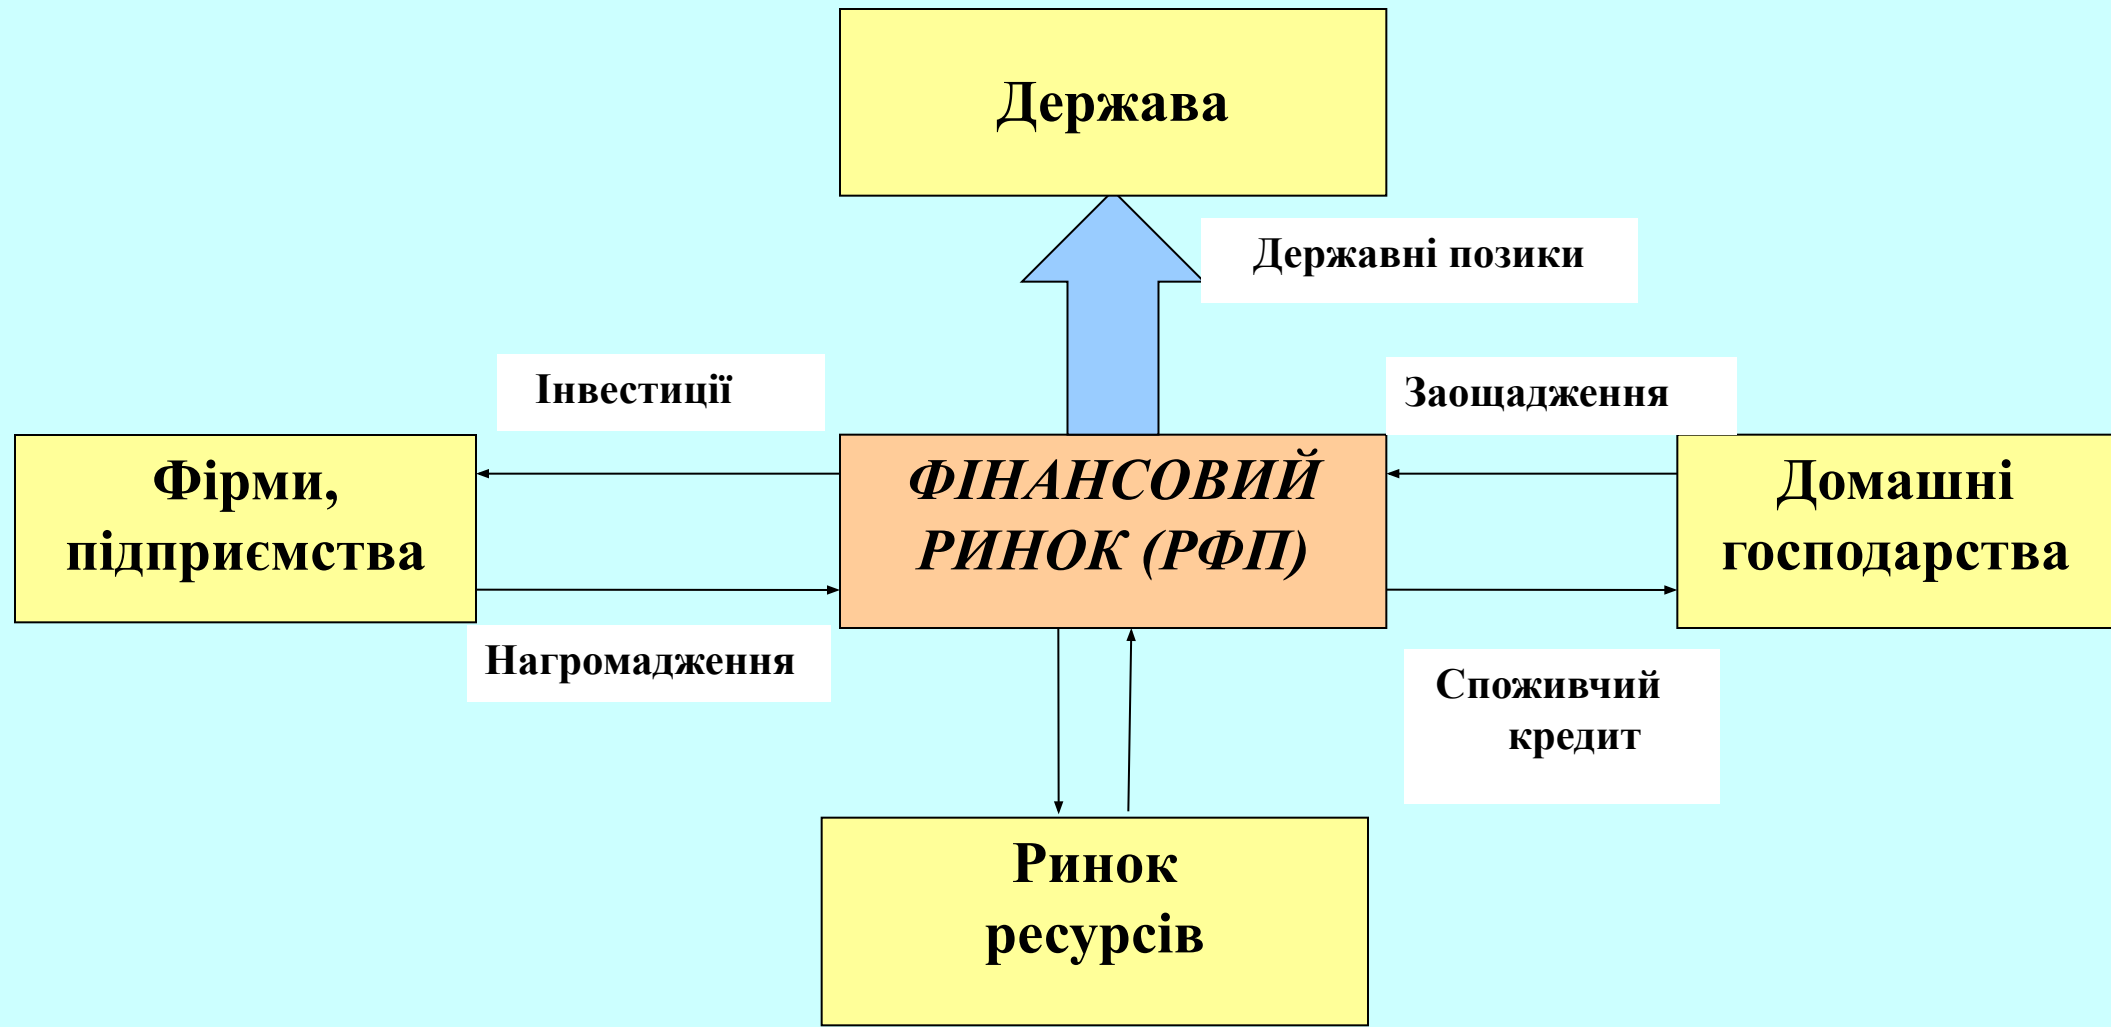 Держава
Державні позики
Інвестиції
Заощадження
Фірми,
підприємства
ФІНАНСОВИЙ
РИНОК (РФП)
Домашні
господарства
Нагромадження
Споживчий
кредит
Ринок
ресурсів